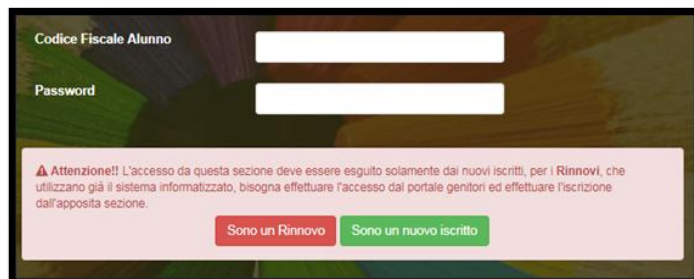 Codice Fiscale Alunno
Password
Attenzione!! L'accesso da questa sezione deve essere esguito solamente dai nuovi iscritti, per i Rinnovi, che
utilizzano già il sistema informatizzato, bisogna effettuare l'accesso dal portale genitori ed effettuare l'iscrizione
dall'apposita sezione.
Sono un Rinnovo Sono un nuovo iscritto